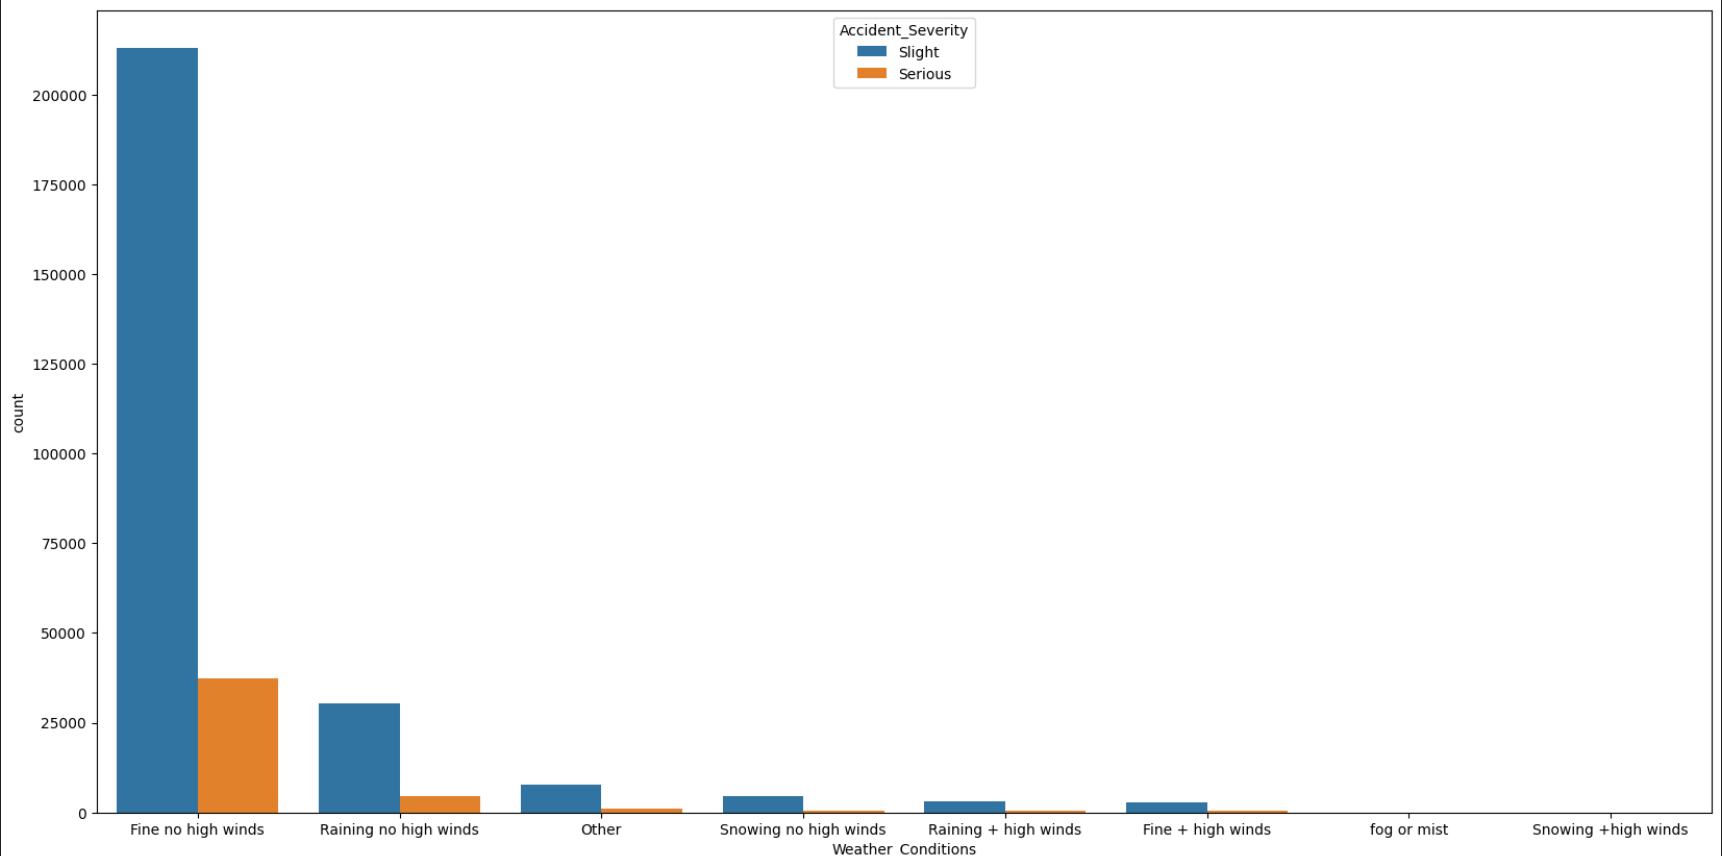 Accident_Severity
Slight
Serious
200000
175000
150000
125000
100000
75000
50000
25000
0
count
Fine no high winds
Raining no high winds
Other
Snowing no high winds
Raining + high winds
Fine + high winds
fog or mist
Snowing +high winds
Weather_Conditions